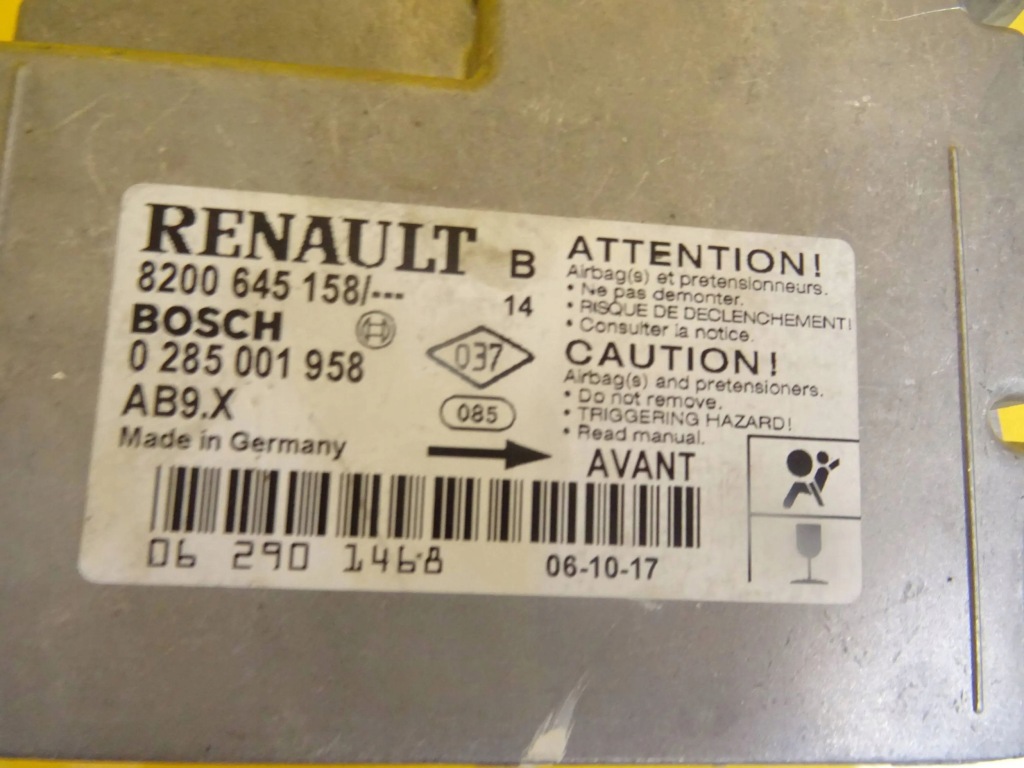 RENAULT
8200 645 158/---
B
14
BOSCH
0 285 001 958
AB9.X
Made in Germany
037
085
ATTENTION!
Airbag(s) et pretensionneurs.
• Ne pas demonter.
• RISQUE DE DECLENCHEMENT!
• Consulter la notice.
CAUTION!
Airbag(s) and pretensioners.
• Do not remove.
• TRIGGERING HAZARD!
• Read manual.
AVANT
06 290 1468
06-10-17